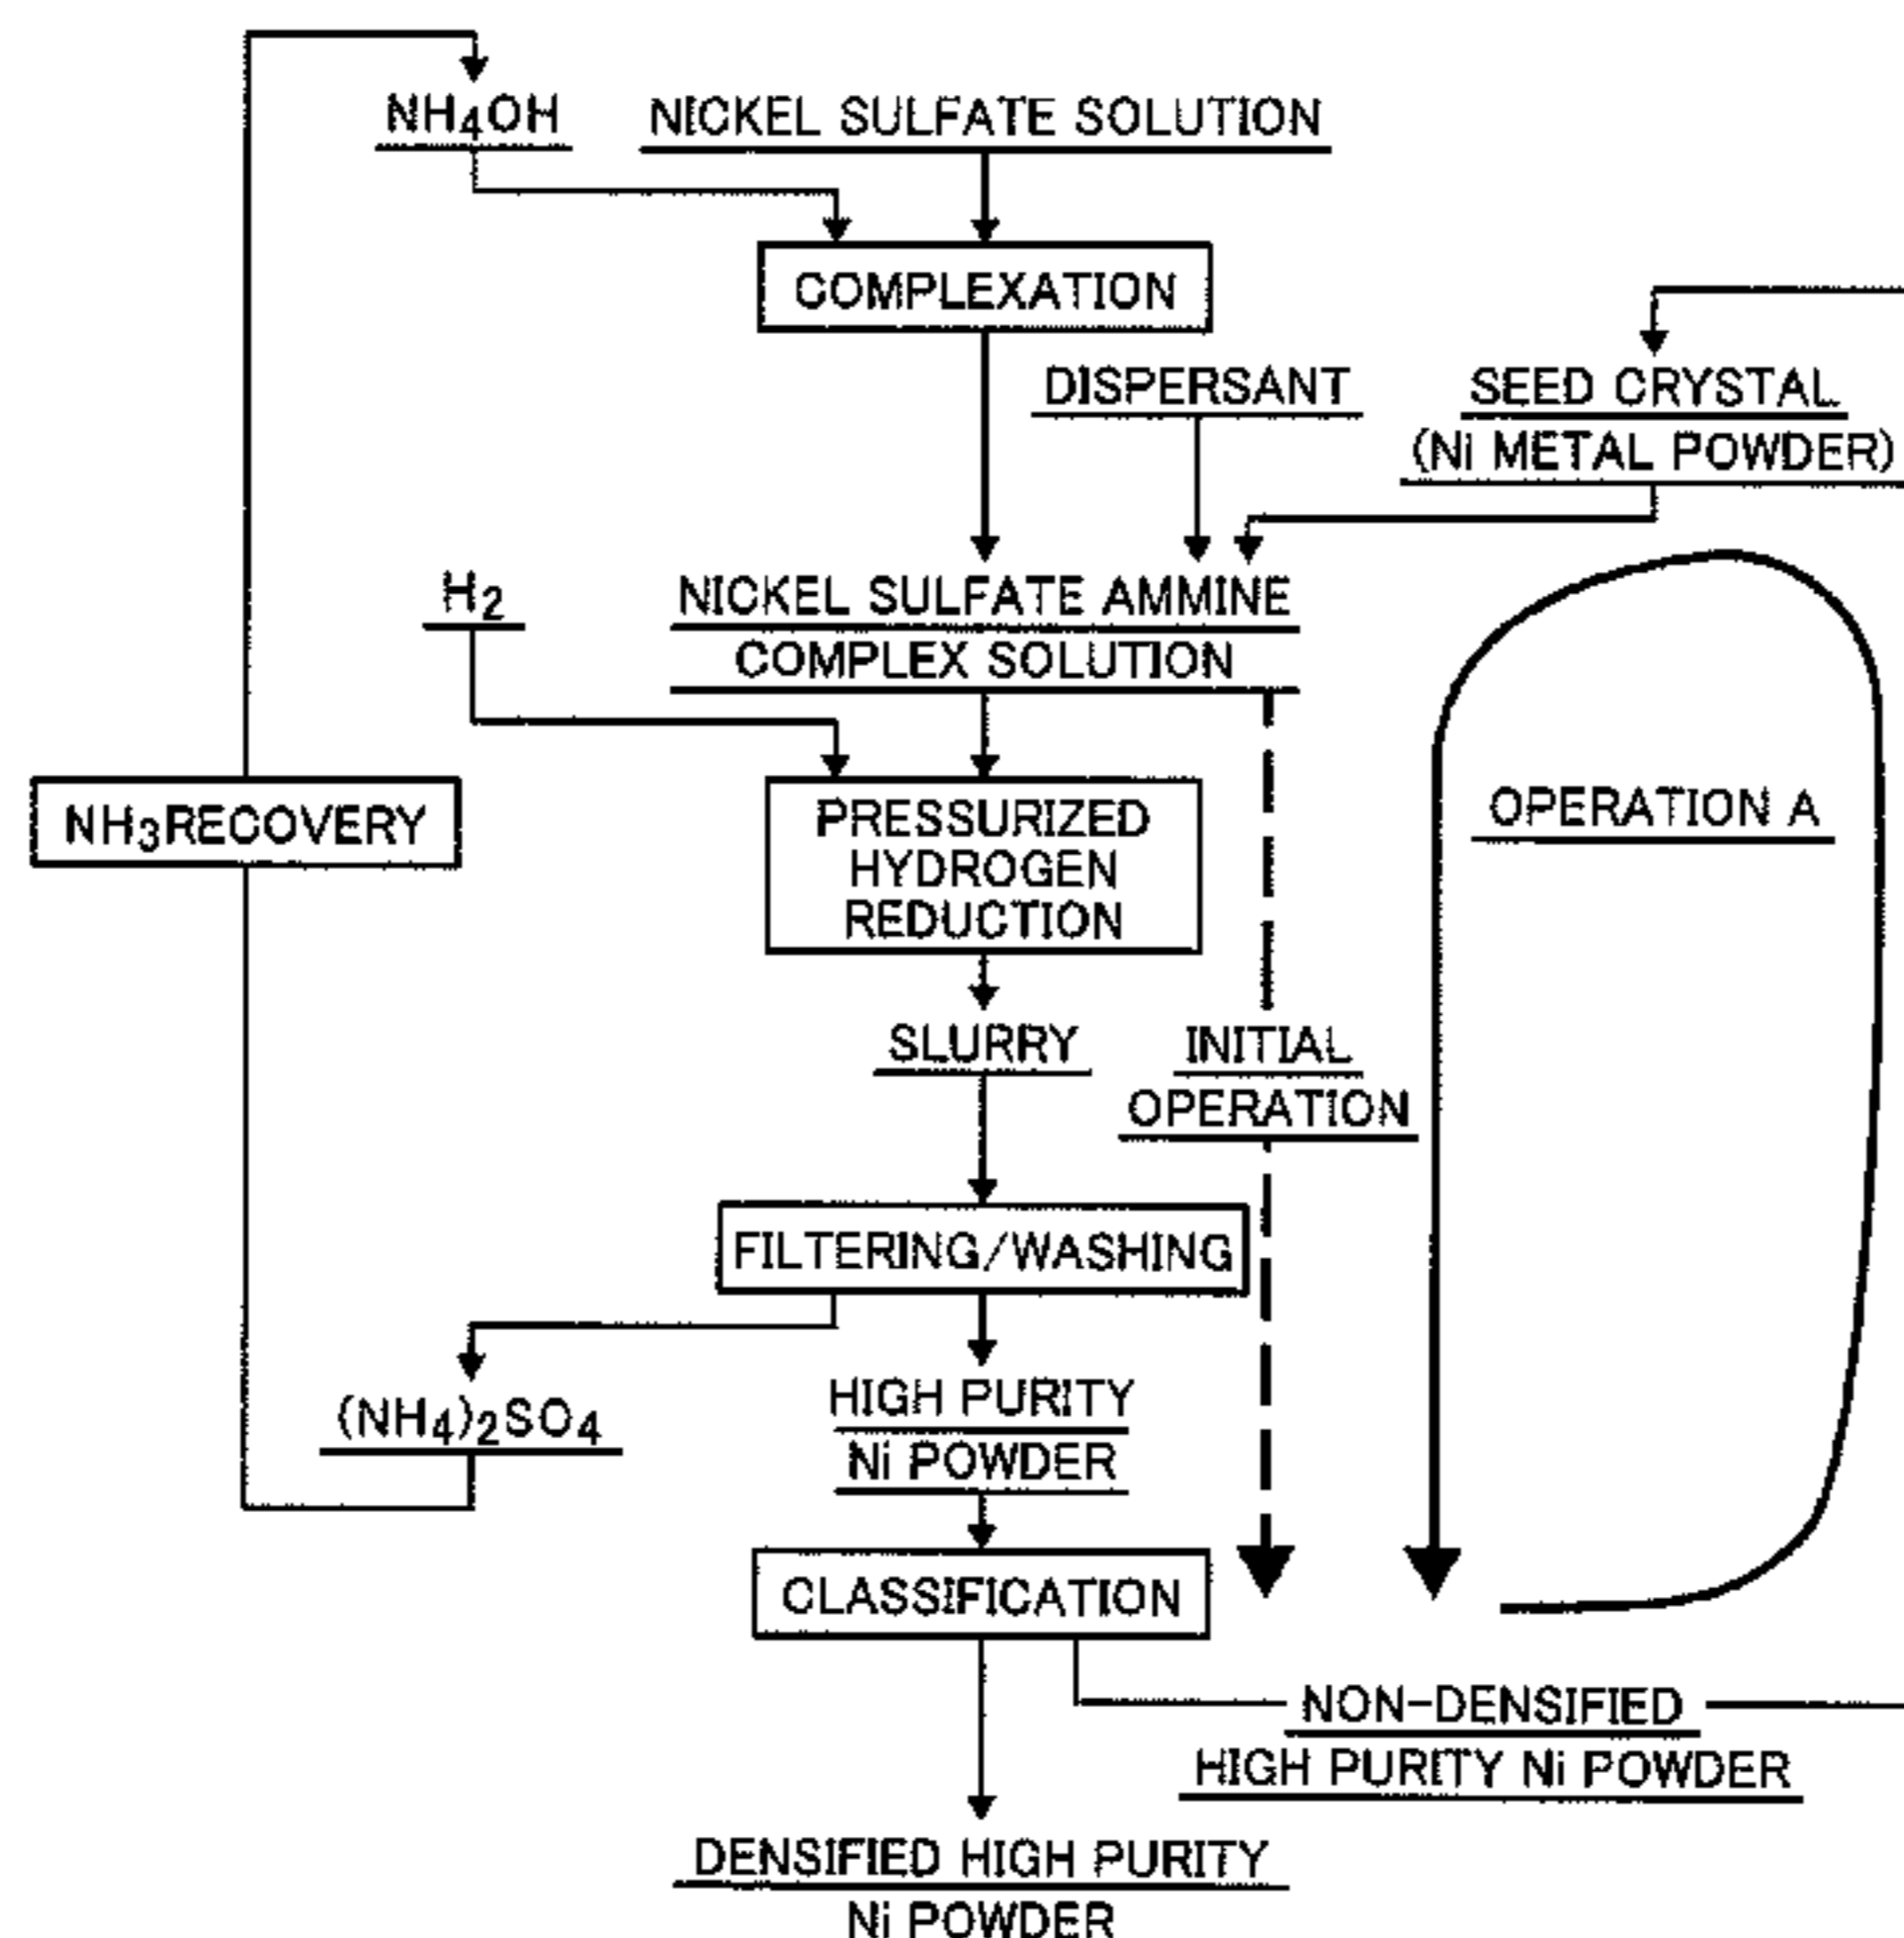 NH4OH
NICKEL SULFATE SOLUTION
COMPLEXATION
DISPERSANT
SEED CRYSTAL
(Ni METAL POWDER)
H2
NICKEL SULFATE AMMINE
COMPLEX SOLUTION
NH3RECOVERY
PRESSURIZED
HYDROGEN
REDUCTION
OPERATION A
SLURRY
INITIAL
OPERATION
FILTERING/WASHING
(NH4)2SO4
HIGH PURITY
Ni POWDER
CLASSIFICATION
NON-DENSIFIED
HIGH PURITY Ni POWDER
DENSIFIED HIGH PURITY
Ni POWDER